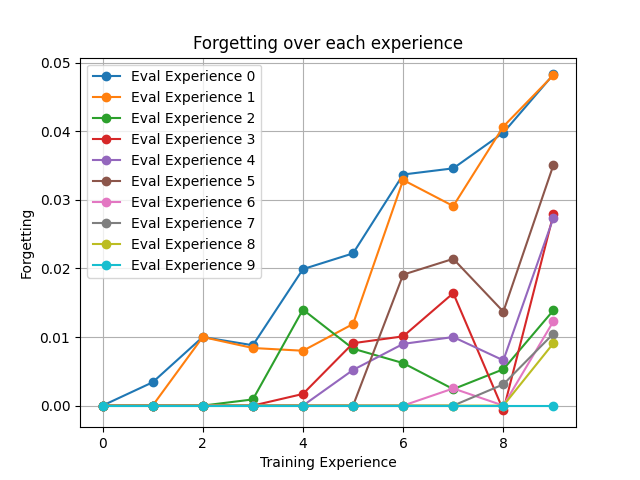 Forgetting over each experience
0.05
0.04
0.03
0.02
0.01
0.00
Forgetting
Eval Experience 0
Eval Experience 1
Eval Experience 2
Eval Experience 3
Eval Experience 4
Eval Experience 5
Eval Experience 6
Eval Experience 7
Eval Experience 8
Eval Experience 9
0 2 4 6 8
Training Experience